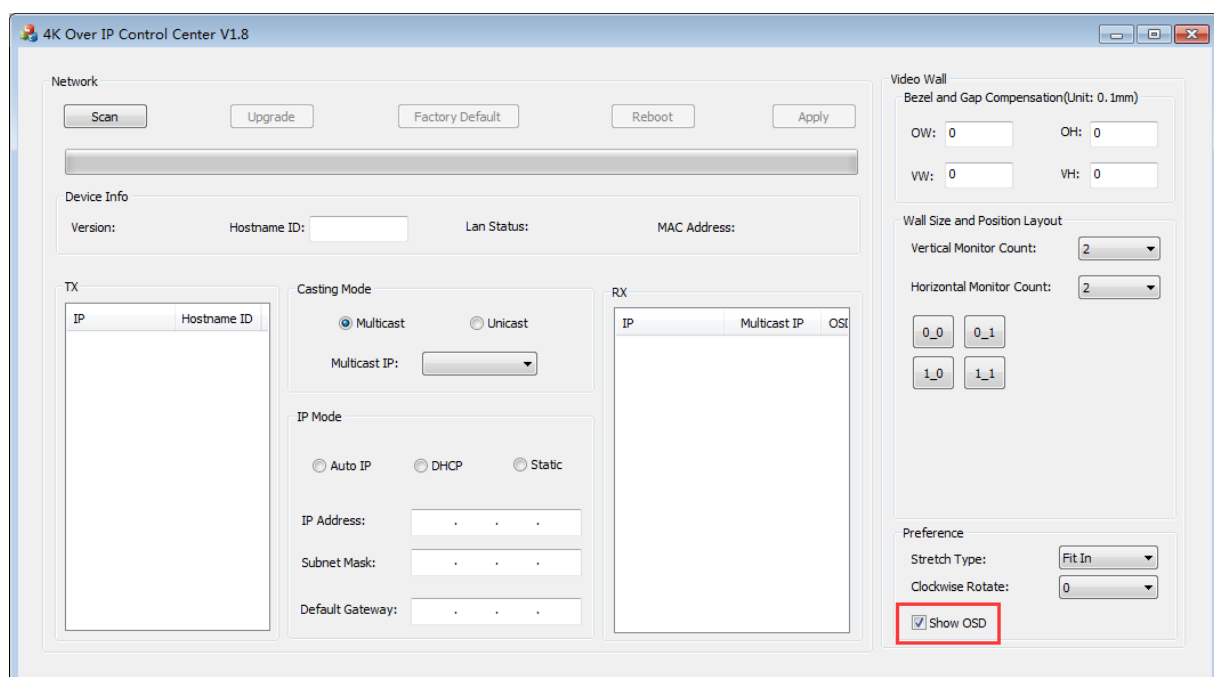 4K Over IP Control Center V1.8
Network
Scan Upgrade Factory Default Reboot Apply
Device Info
Version: Hostname ID: Lan Status: MAC Address:
TX
IP Hostname ID
Casting Mode
Multicast Unicast
Multicast IP:
IP Mode
Auto IP DHCP Static
IP Address: . . .
Subnet Mask: . . .
Default Gateway: . . .
RX
IP Multicast IP OSD
Video Wall
Bezel and Gap Compensation(Unit: 0.1mm)
OW: 0 OH: 0
VW: 0 VH: 0
Wall Size and Position Layout
Vertical Monitor Count: 2
Horizontal Monitor Count: 2
0_0 0_1
1_0 1_1
Preference
Stretch Type: Fit In
Clockwise Rotate: 0
Show OSD